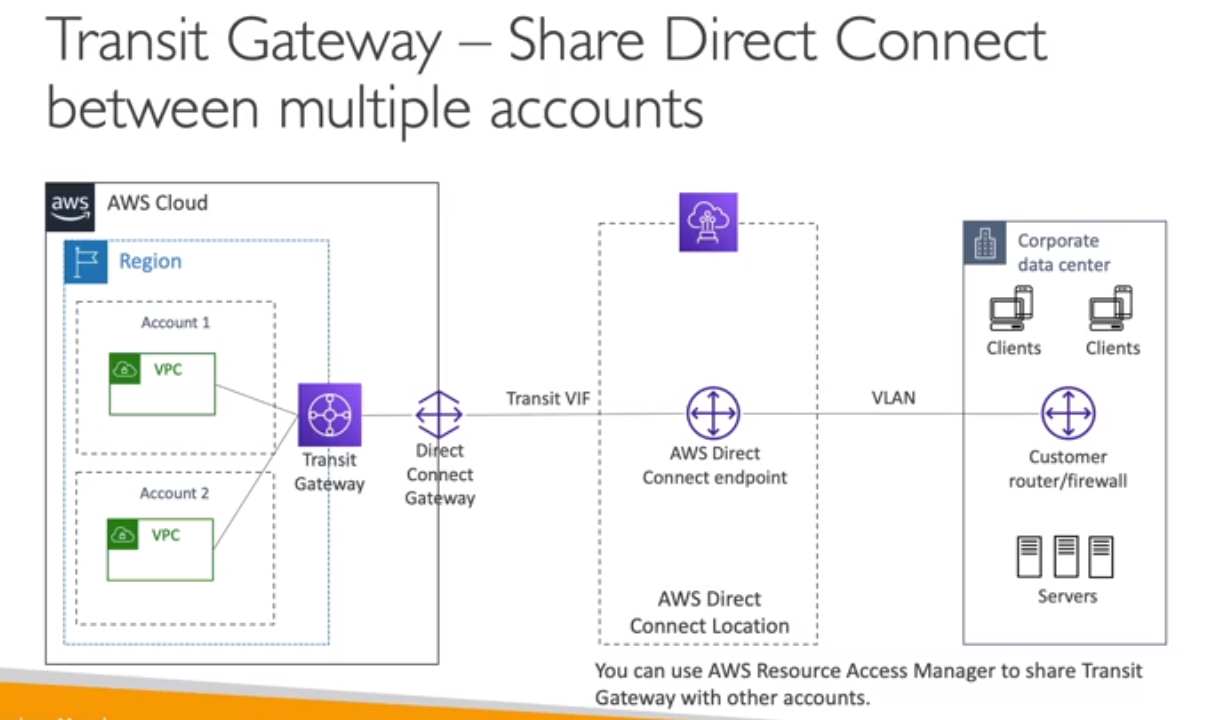 Transit Gateway – Share Direct Connect
between multiple accounts
aws
AWS Cloud
Region
Account 1
VPC
Account 2
VPC
Transit
Gateway
Direct
Connect
Gateway
Transit VIF
AWS Direct
Connect endpoint
AWS Direct
Connect Location
VLAN
Corporate
data center
Clients
Clients
Customer
router/firewall
Servers
You can use AWS Resource Access Manager to share Transit
Gateway with other accounts.